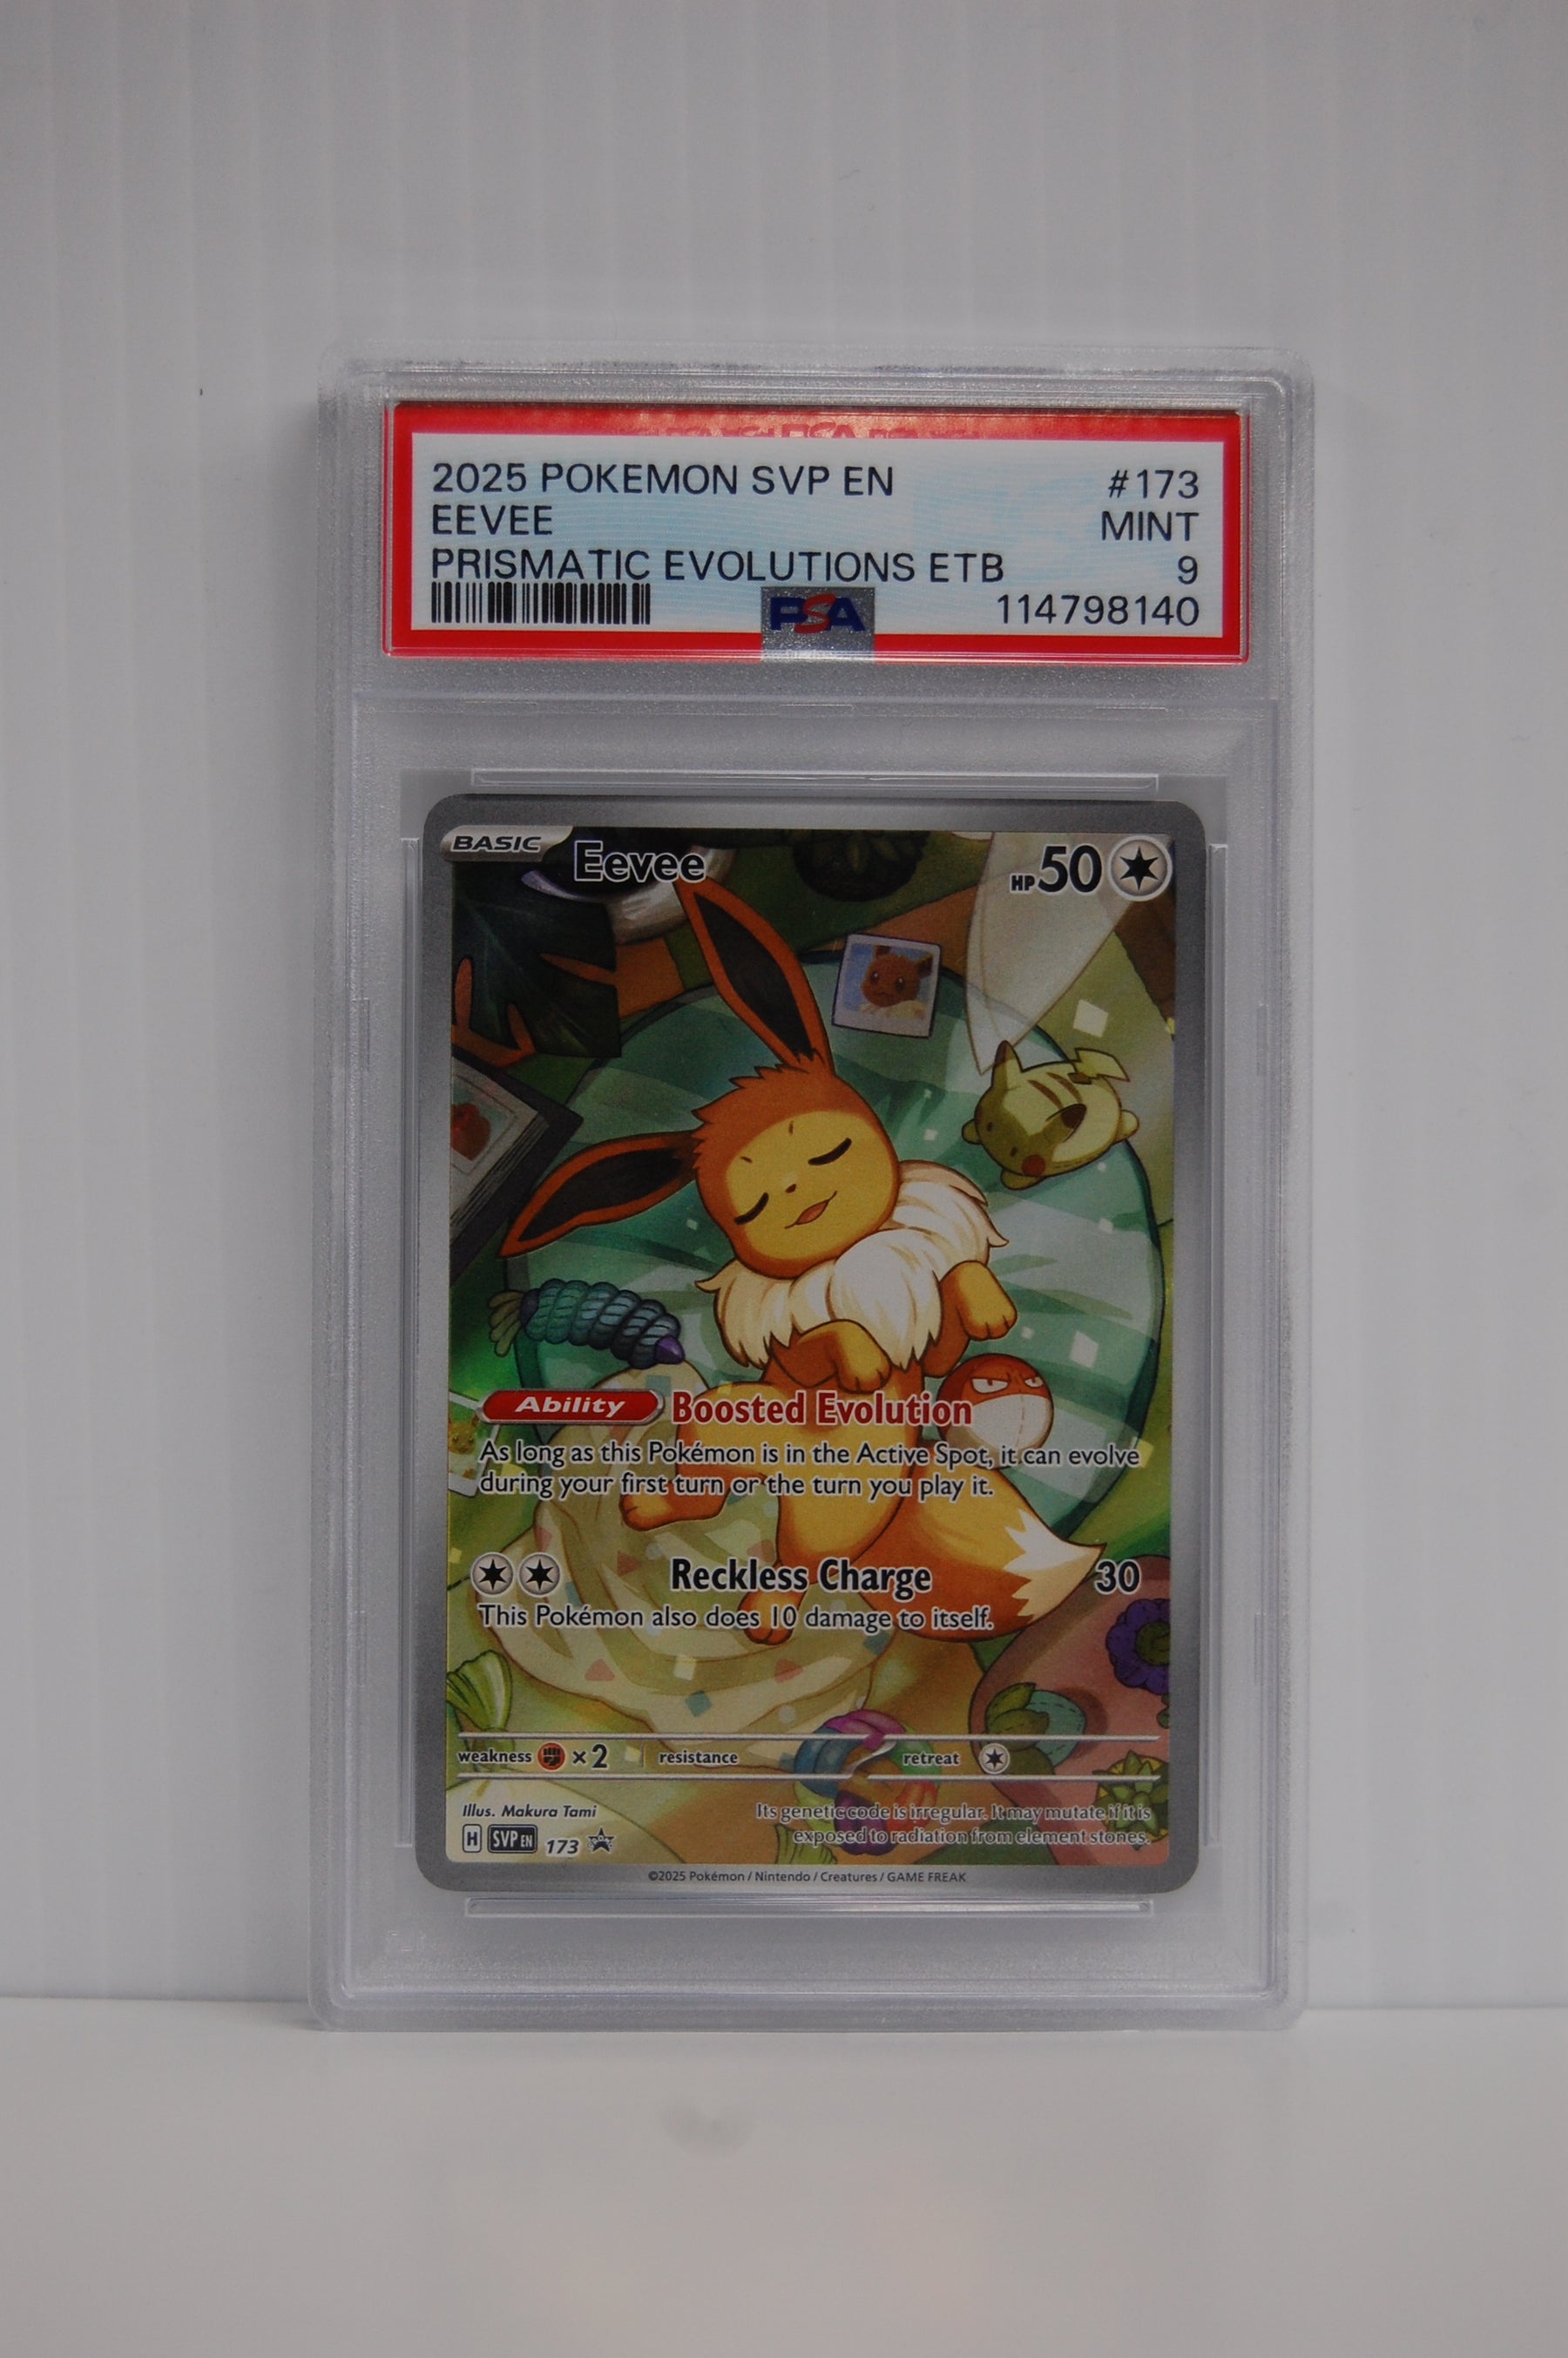 2025 POKEMON SVP EN #173
EEVEE MINT
PRISMATIC EVOLUTIONS ETB 9
PSA 114798140
BASIC Eevee HP 50
Ability Boosted Evolution
As long as this Pokémon is in the Active Spot, it can evolve
during your first turn or the turn you play it.
Reckless Charge 30
This Pokémon also does 10 damage to itself.
weakness ×2 resistance retreat
Illus. Makura Tami
Its genetic code is irregular. It may mutate if it is
exposed to radiation from element stones.
H SVP EN 173
©2025 Pokémon / Nintendo / Creatures / GAME FREAK